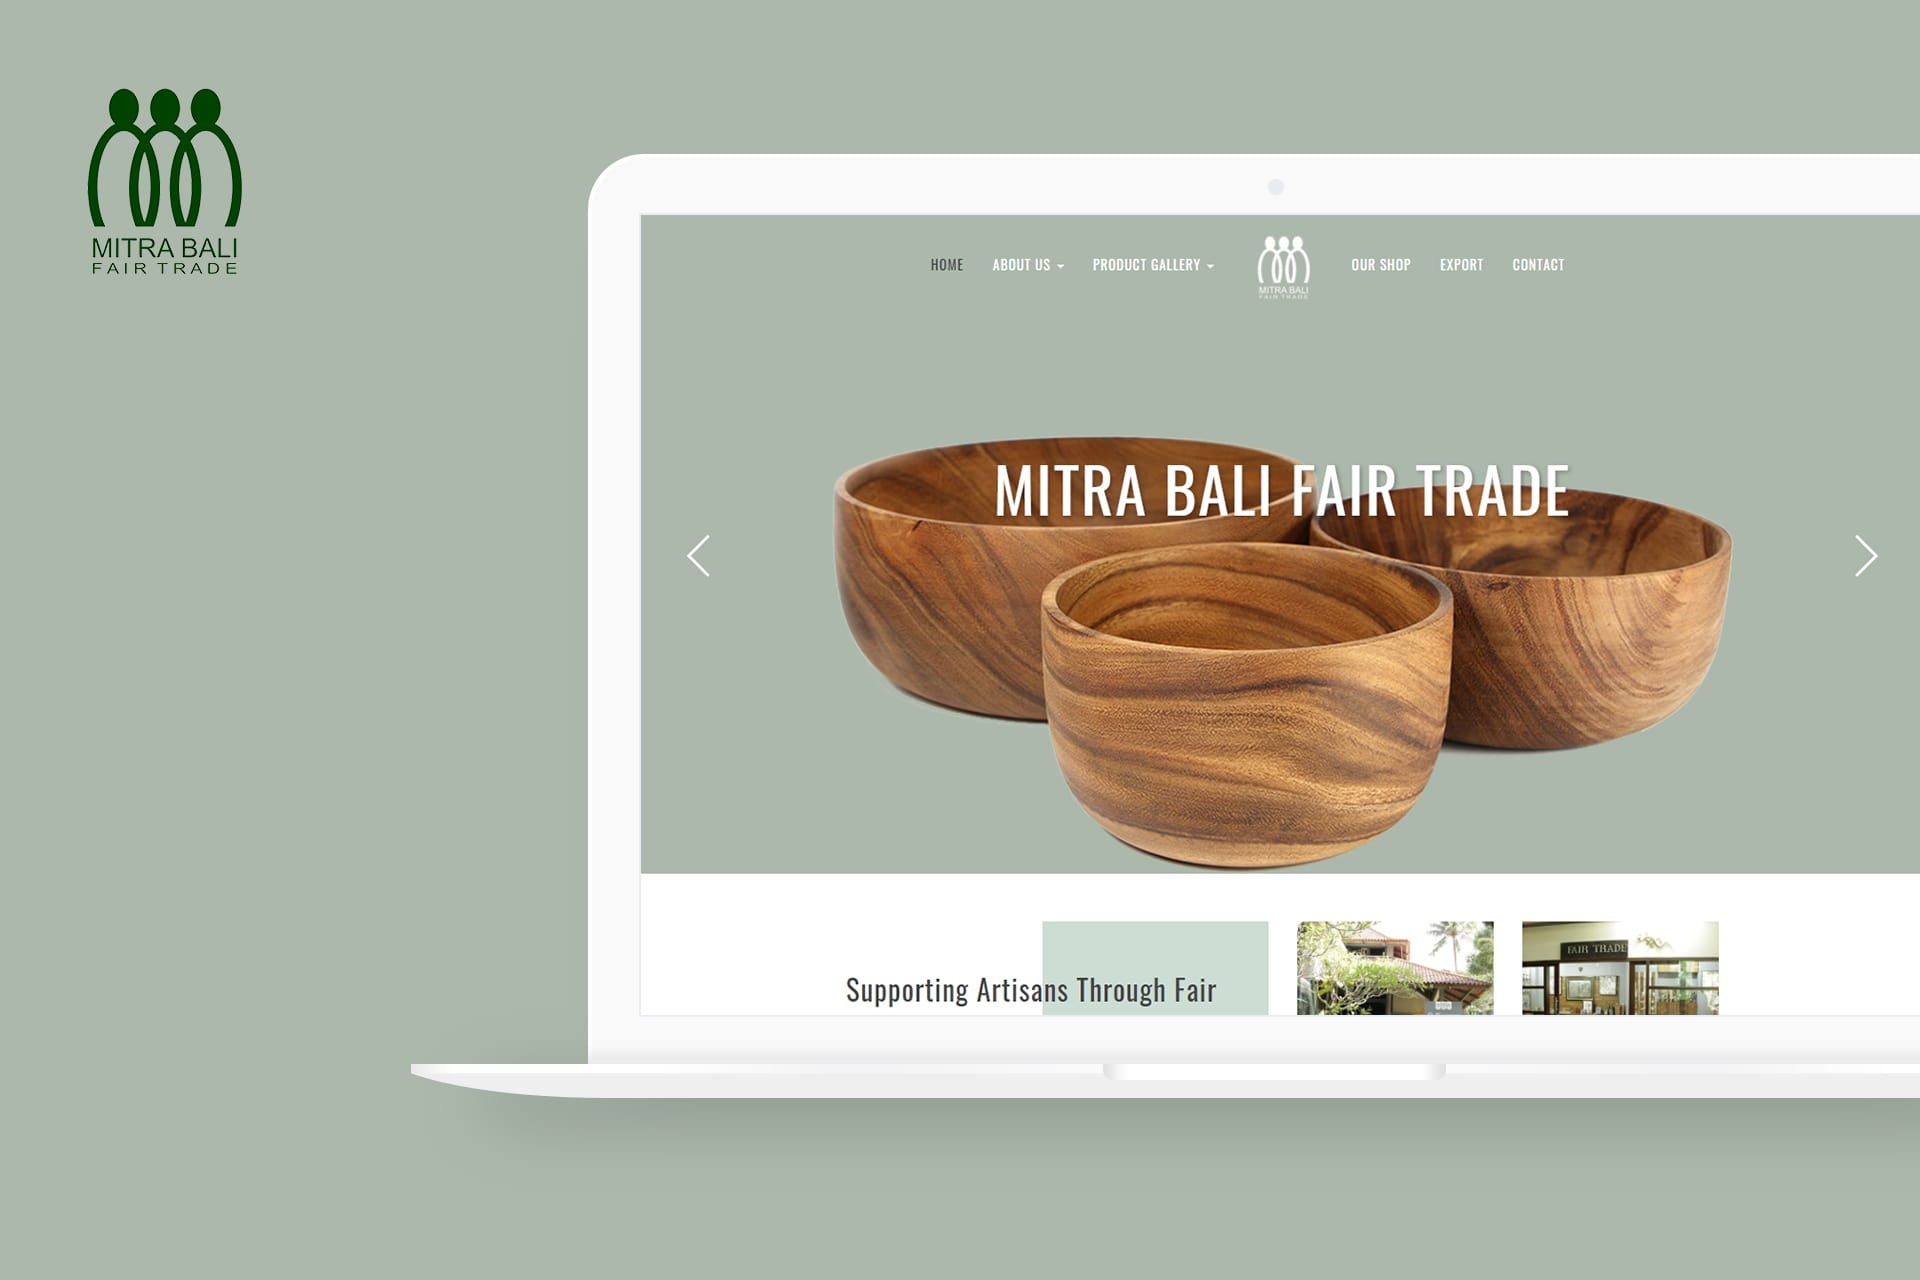 MITRA BALI
FAIR TRADE
HOME ABOUT US PRODUCT GALLERY MITRA BALI FAIR TRADE OUR SHOP EXPORT CONTACT
MITRA BALI FAIR TRADE
Supporting Artisans Through Fair
FAIR TRADE